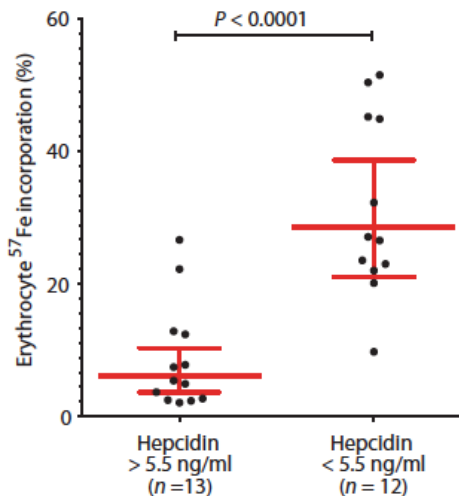 P < 0.0001
60
40
20
0
Erythrocyte ⁵⁷Fe incorporation (%)
Hepcidin
> 5.5 ng/ml
(n =13)
Hepcidin
< 5.5 ng/ml
(n = 12)